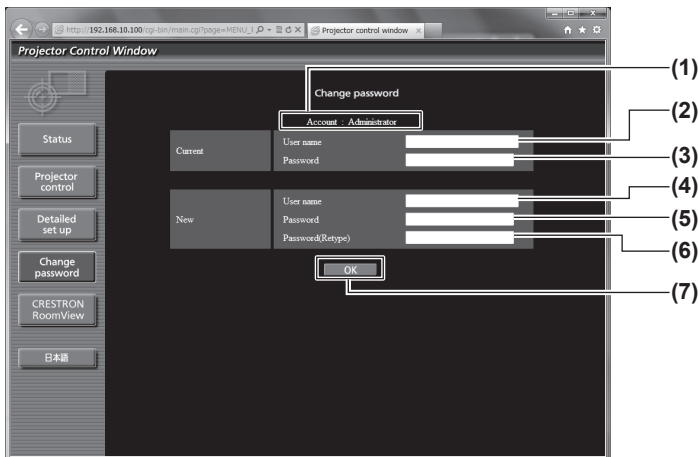 http://192.168.10.100/cgi-bin/main.cgi?page=MENU_I
Projector control window
Projector Control Window
Change password
Account : Administrator
Status
Projector control
Detailed set up
Change password
CRESTRON RoomView
日本語
Current
User name
Password
New
User name
Password
Password(Retype)
OK
(1)
(2)
(3)
(4)
(5)
(6)
(7)